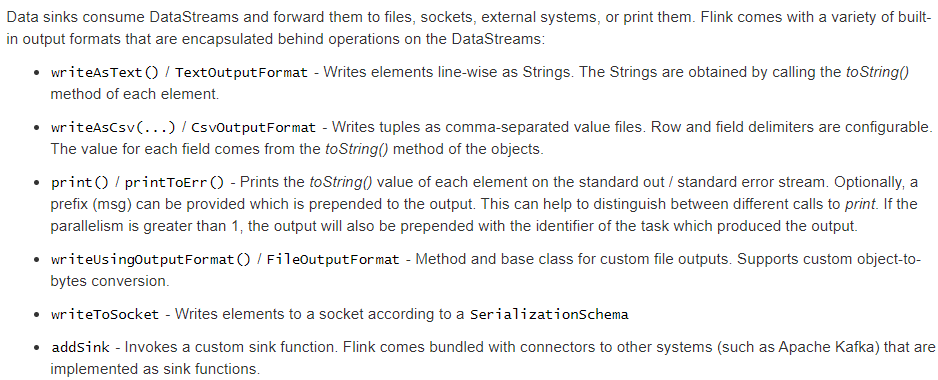 Data sinks consume DataStreams and forward them to files, sockets, external systems, or print them. Flink comes with a variety of built-
in output formats that are encapsulated behind operations on the DataStreams:
• writeAsText() / TextOutputFormat - Writes elements line-wise as Strings. The Strings are obtained by calling the toString()
method of each element.
• writeAsCsv(...) / CsvOutputFormat - Writes tuples as comma-separated value files. Row and field delimiters are configurable.
The value for each field comes from the toString() method of the objects.
• print() / printToErr() - Prints the toString() value of each element on the standard out / standard error stream. Optionally, a
prefix (msg) can be provided which is prepended to the output. This can help to distinguish between different calls to print. If the
parallelism is greater than 1, the output will also be prepended with the identifier of the task which produced the output.
• writeUsingOutputFormat() / FileOutputFormat - Method and base class for custom file outputs. Supports custom object-to-
bytes conversion.
• writeToSocket - Writes elements to a socket according to a SerializationSchema
• addSink - Invokes a custom sink function. Flink comes bundled with connectors to other systems (such as Apache Kafka) that are
implemented as sink functions.